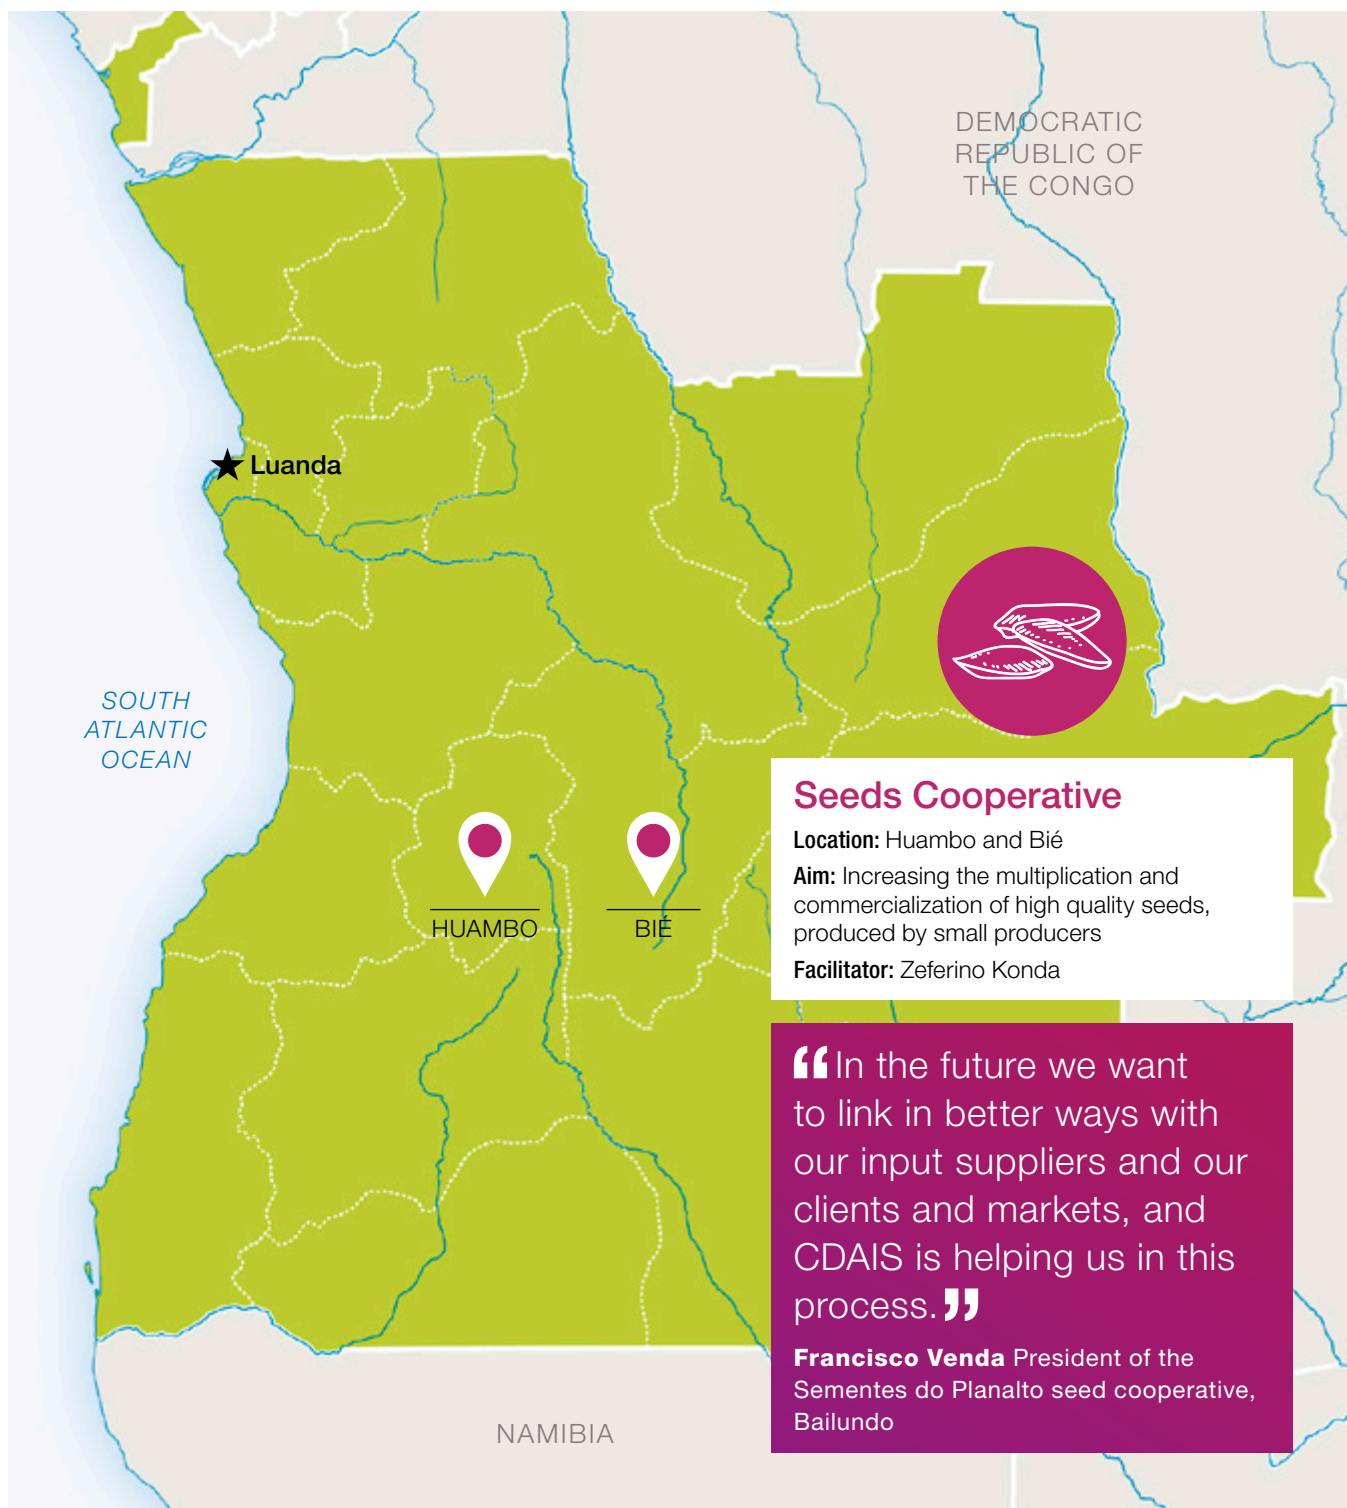 DEMOCRATIC
REPUBLIC OF
THE CONGO
Luanda
SOUTH
ATLANTIC
OCEAN
HUAMBO
BIÉ
Seeds Cooperative
Location: Huambo and Bié
Aim: Increasing the multiplication and
commercialization of high quality seeds,
produced by small producers
Facilitator: Zeferino Konda
“In the future we want
to link in better ways with
our input suppliers and our
clients and markets, and
CDAIS is helping us in this
process.”
Francisco Venda President of the
Sementes do Planalto seed cooperative,
Bailundo
NAMIBIA